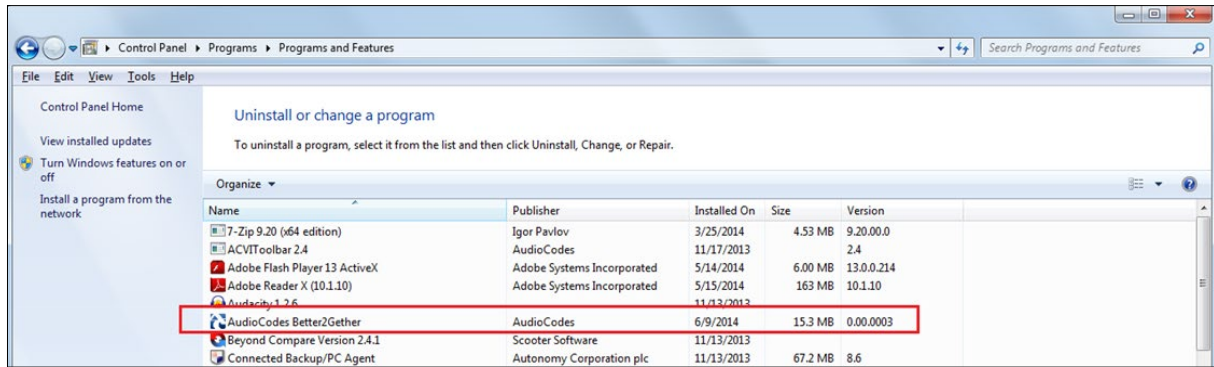 Control Panel ▸ Programs ▸ Programs and Features
Search Programs and Features
File Edit View Tools Help
Control Panel Home
View installed updates
Turn Windows features on or
off
Install a program from the
network
Uninstall or change a program
To uninstall a program, select it from the list and then click Uninstall, Change, or Repair.
Organize
Name Publisher Installed On Size Version
7-Zip 9.20 (x64 edition) Igor Pavlov 3/25/2014 4.53 MB 9.20.00.0
ACVIToolbar 2.4 AudioCodes 11/17/2013 2.4
Adobe Flash Player 13 ActiveX Adobe Systems Incorporated 5/14/2014 6.00 MB 13.0.0.214
Adobe Reader X (10.1.10) Adobe Systems Incorporated 5/15/2014 163 MB 10.1.10
Audacity 1.2.6 11/13/2013
AudioCodes Better2Gether AudioCodes 6/9/2014 15.3 MB 0.00.0003
Beyond Compare Version 2.4.1 Scooter Software 11/13/2013
Connected Backup/PC Agent Autonomy Corporation plc 11/13/2013 67.2 MB 8.6